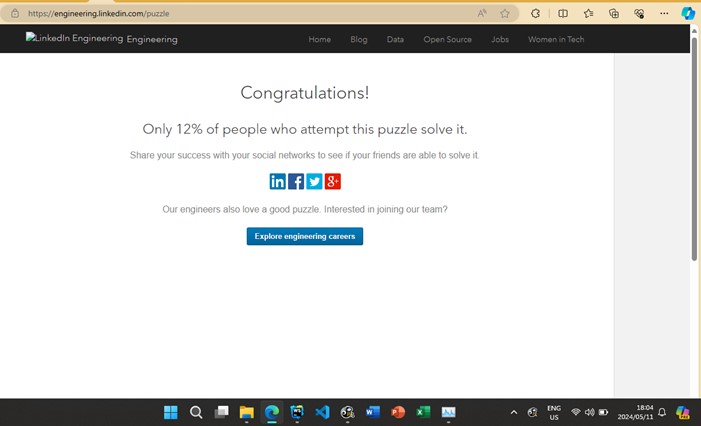 https://engineering.linkedin.com/puzzle
LinkedIn Engineering Engineering
Home Blog Data Open Source Jobs Women in Tech
Congratulations!
Only 12% of people who attempt this puzzle solve it.
Share your success with your social networks to see if your friends are able to solve it.
in f g+
Our engineers also love a good puzzle. Interested in joining our team?
Explore engineering careers
ENG
US
18:04
2024/05/11